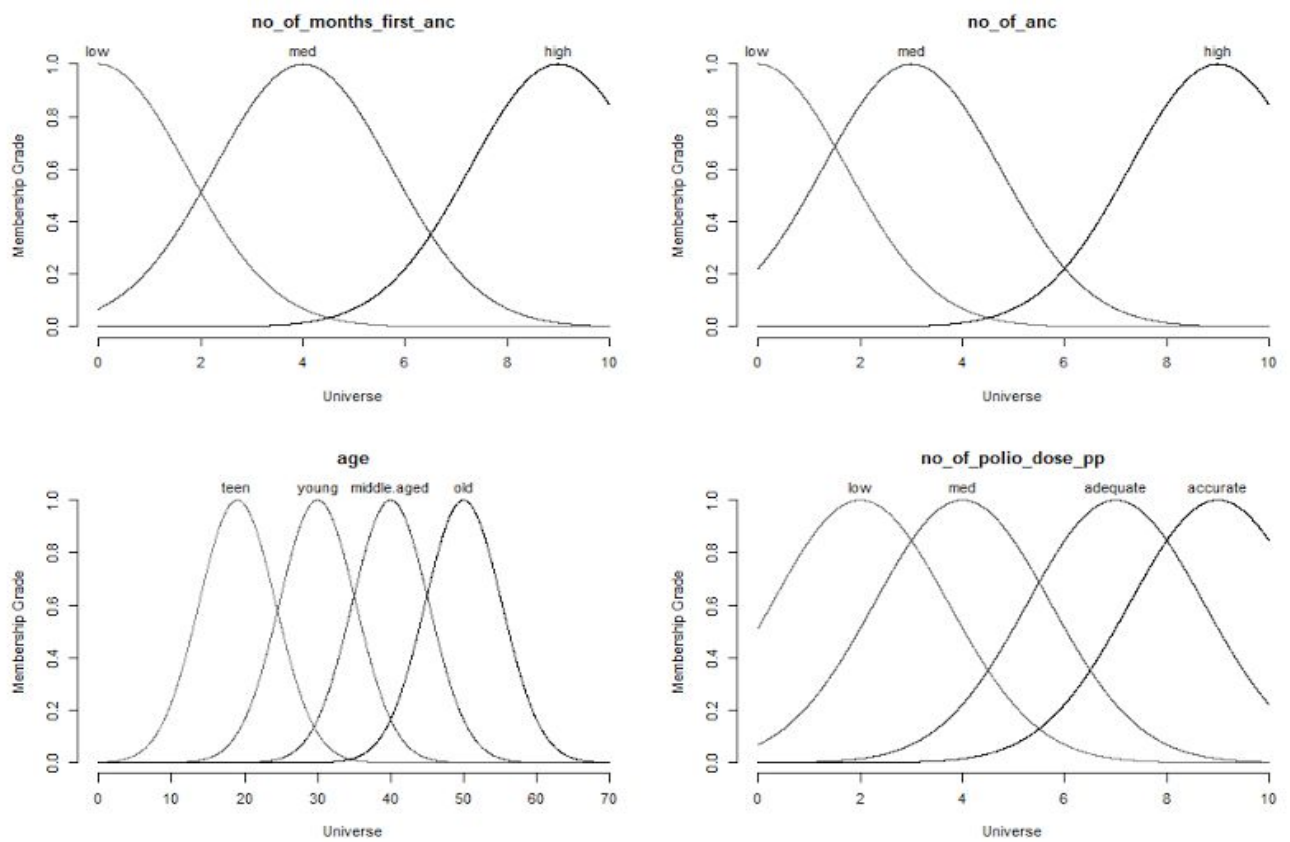 no_of_months_first_anc
low med high
Membership Grade
0.0 0.2 0.4 0.6 0.8 1.0
0 2 4 6 8 10
Universe
no_of_anc
low med high
Membership Grade
0.0 0.2 0.4 0.6 0.8 1.0
0 2 4 6 8 10
Universe
age
teen young middle.aged old
Membership Grade
0.0 0.2 0.4 0.6 0.8 1.0
0 10 20 30 40 50 60 70
Universe
no_of_polio_dose_pp
low med adequate accurate
Membership Grade
0.0 0.2 0.4 0.6 0.8 1.0
0 2 4 6 8 10
Universe